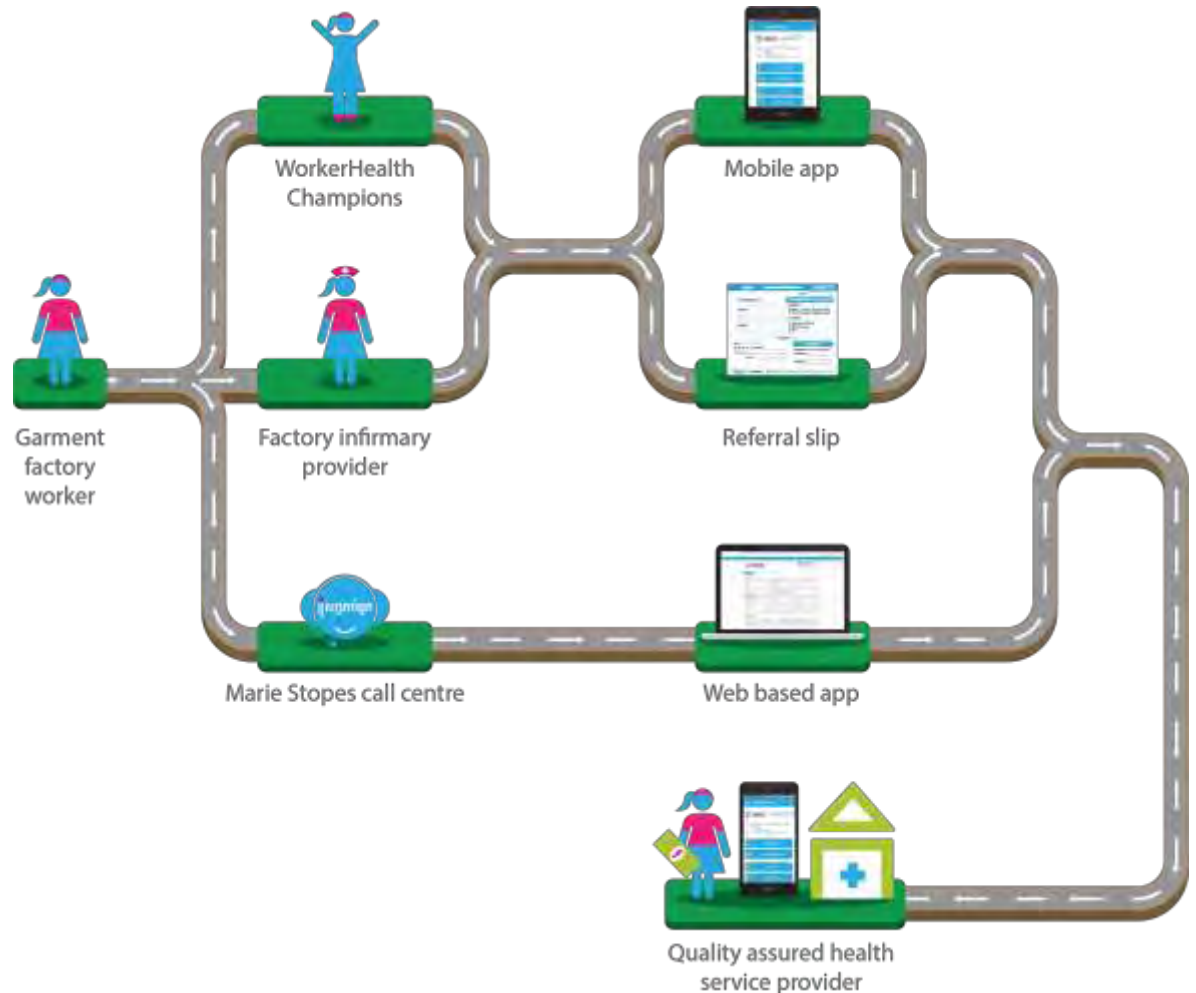 WorkerHealth
Champions
Mobile app
Garment
factory
worker
Factory infirmary
provider
Referral slip
Marie Stopes call centre
Web based app
Quality assured health
service provider